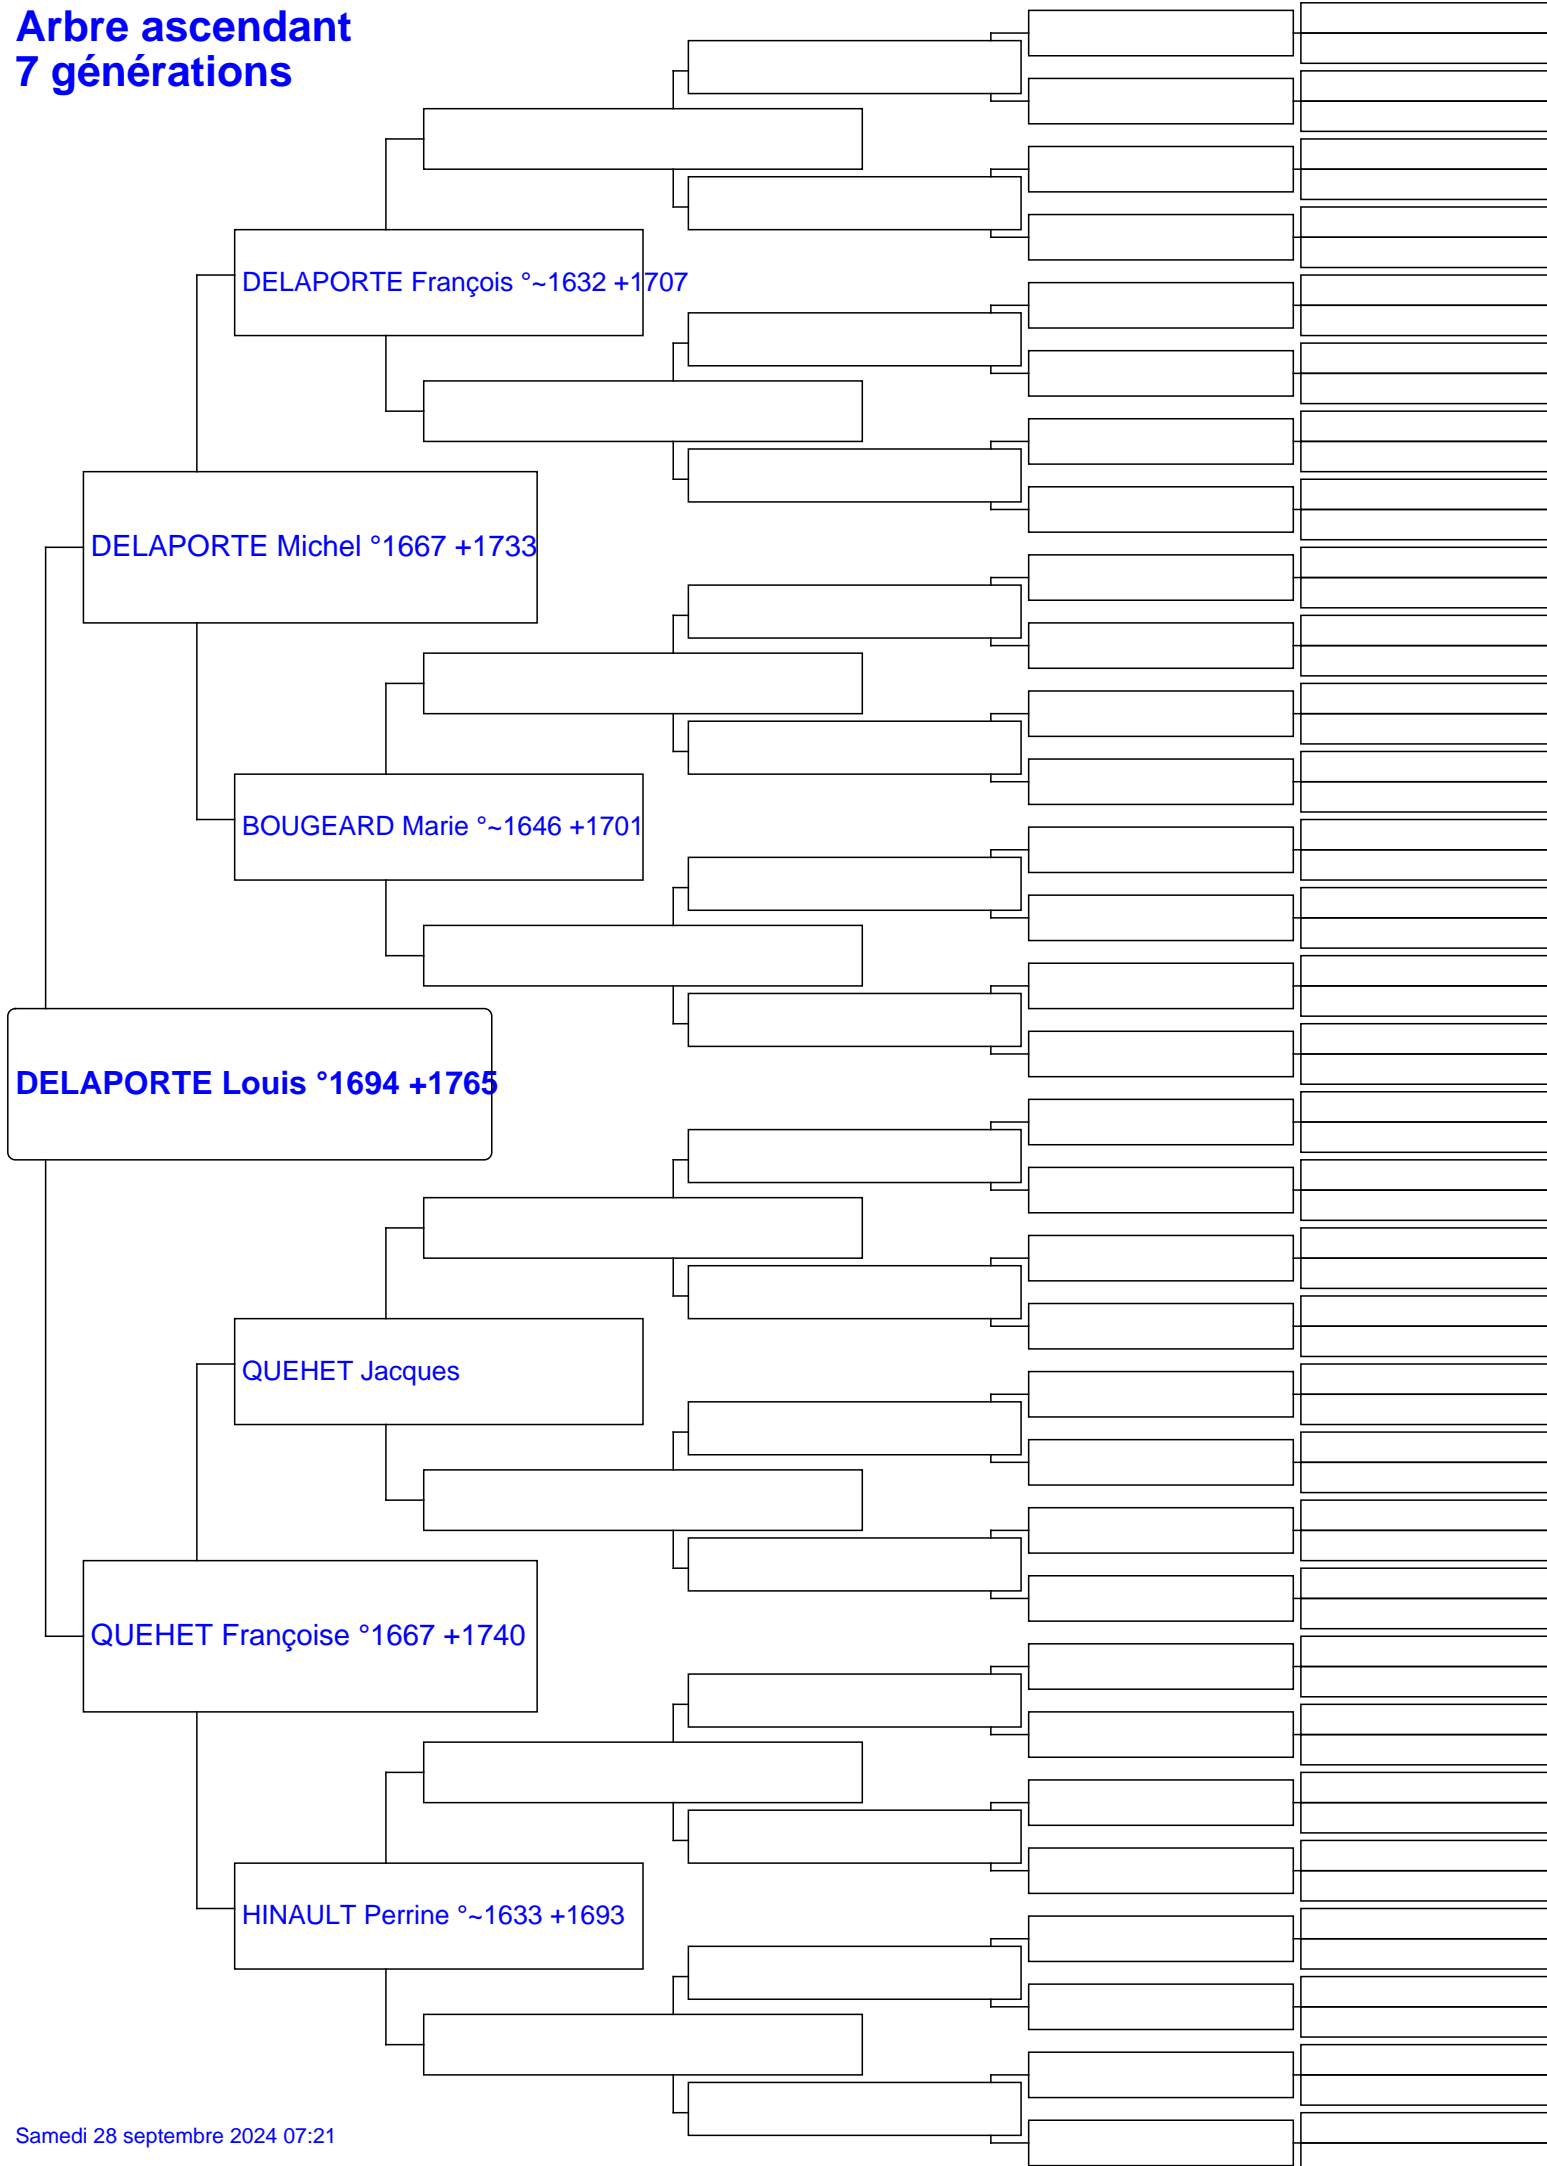 Arbre ascendant
7 générations
DELAPORTE François °~1632 +1707
DELAPORTE Michel °1667 +1733
BOUGEARD Marie °~1646 +1701
DELAPORTE Louis °1694 +1765
QUEHET Jacques
QUEHET Françoise °1667 +1740
HINAULT Perrine °~1633 +1693
Samedi 28 septembre 2024 07:21